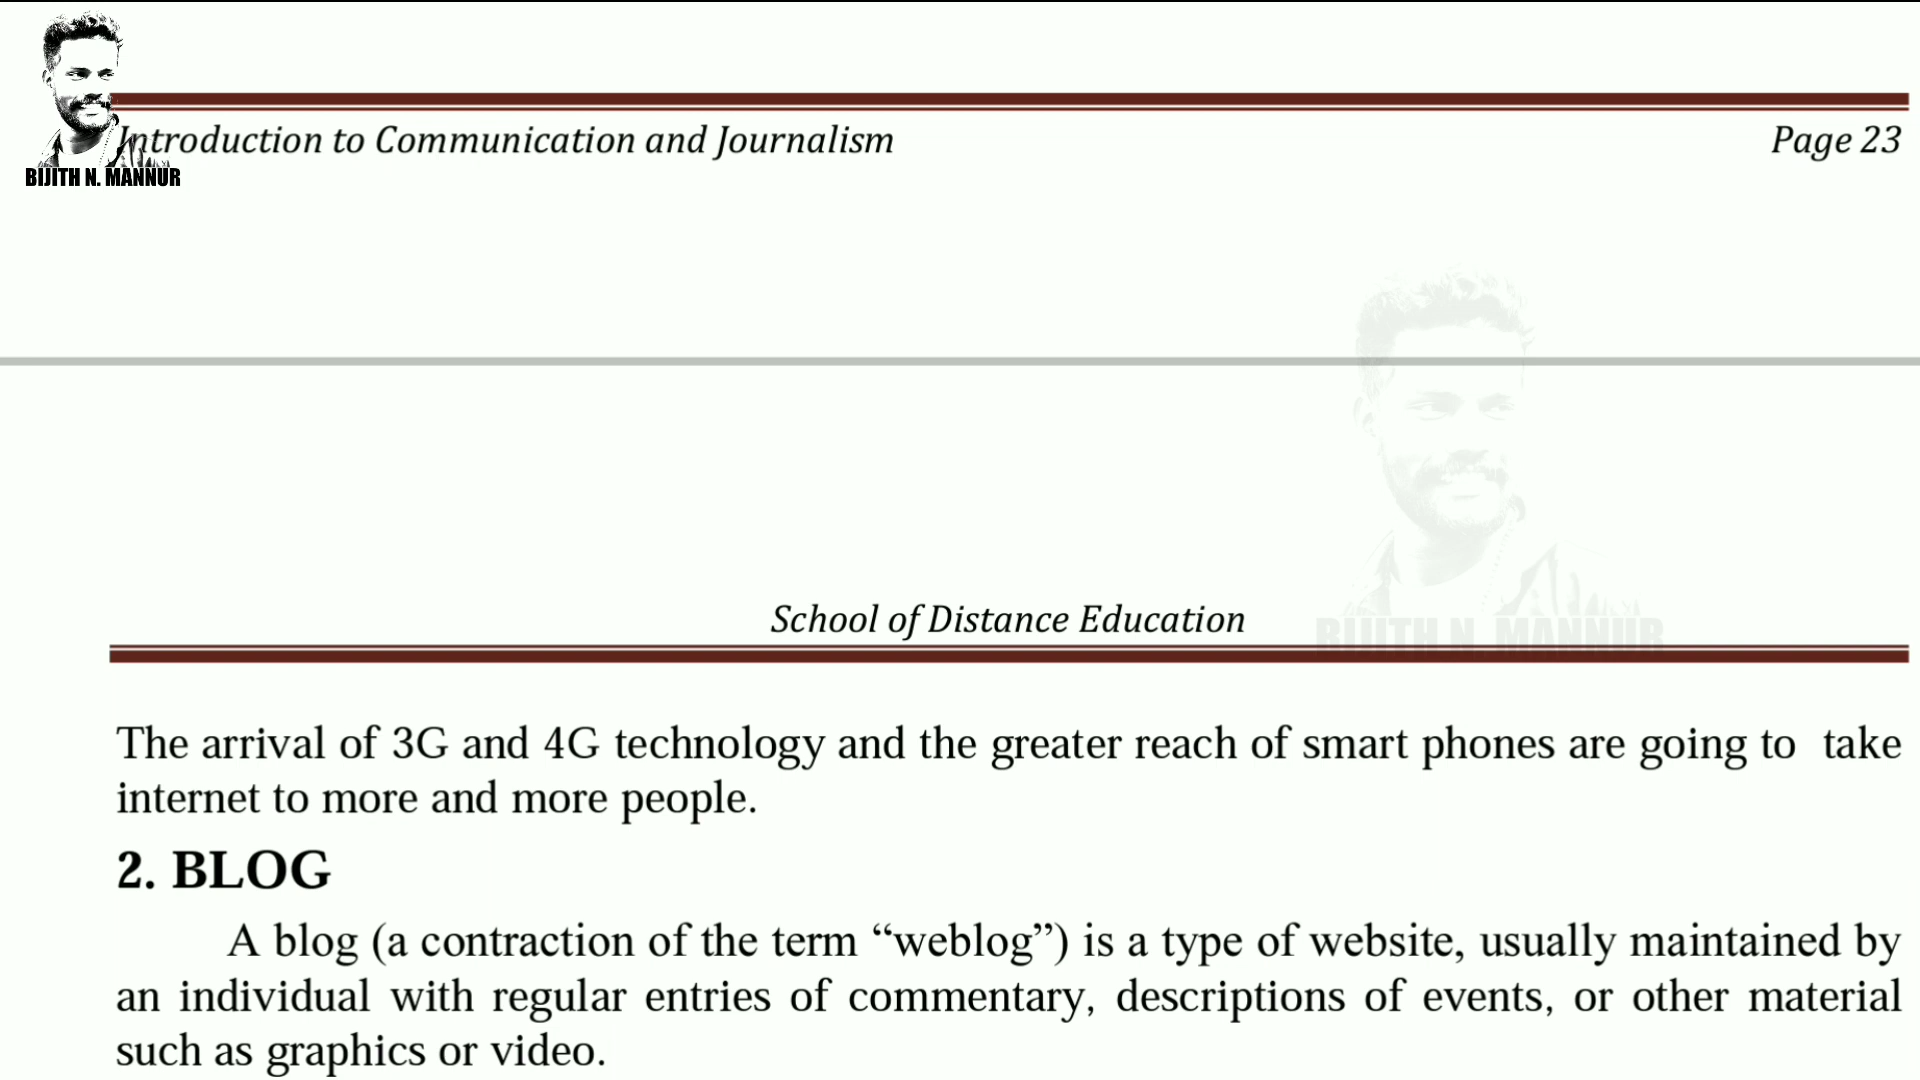 Introduction to Communication and Journalism Page 23
BIJITH N. MANNUR
School of Distance Education
BIJITH N. MANNUR
The arrival of 3G and 4G technology and the greater reach of smart phones are going to take
internet to more and more people.
2. BLOG
A blog (a contraction of the term “weblog”) is a type of website, usually maintained by
an individual with regular entries of commentary, descriptions of events, or other material
such as graphics or video.